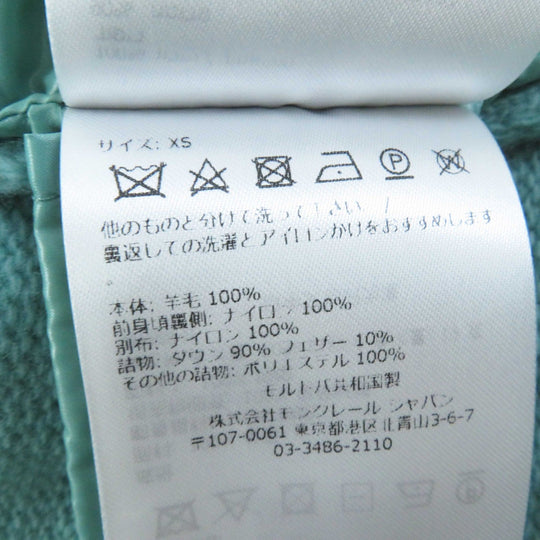 サイズ: XS
他のものと分けて洗って下さい /
裏返しての洗濯とアイロンかけをおすすめします
.
本体: 羊毛 100%
前身頃裏側: ナイロン 100%
別布: ナイロン 100%
詰物: ダウン 90% フェザー 10%
その他の詰物: ポリエステル 100%
モルドバ共和国製
株式会社モンクレール ジャパン
〒107-0061 東京都港区北青山3-6-7
03-3486-2110